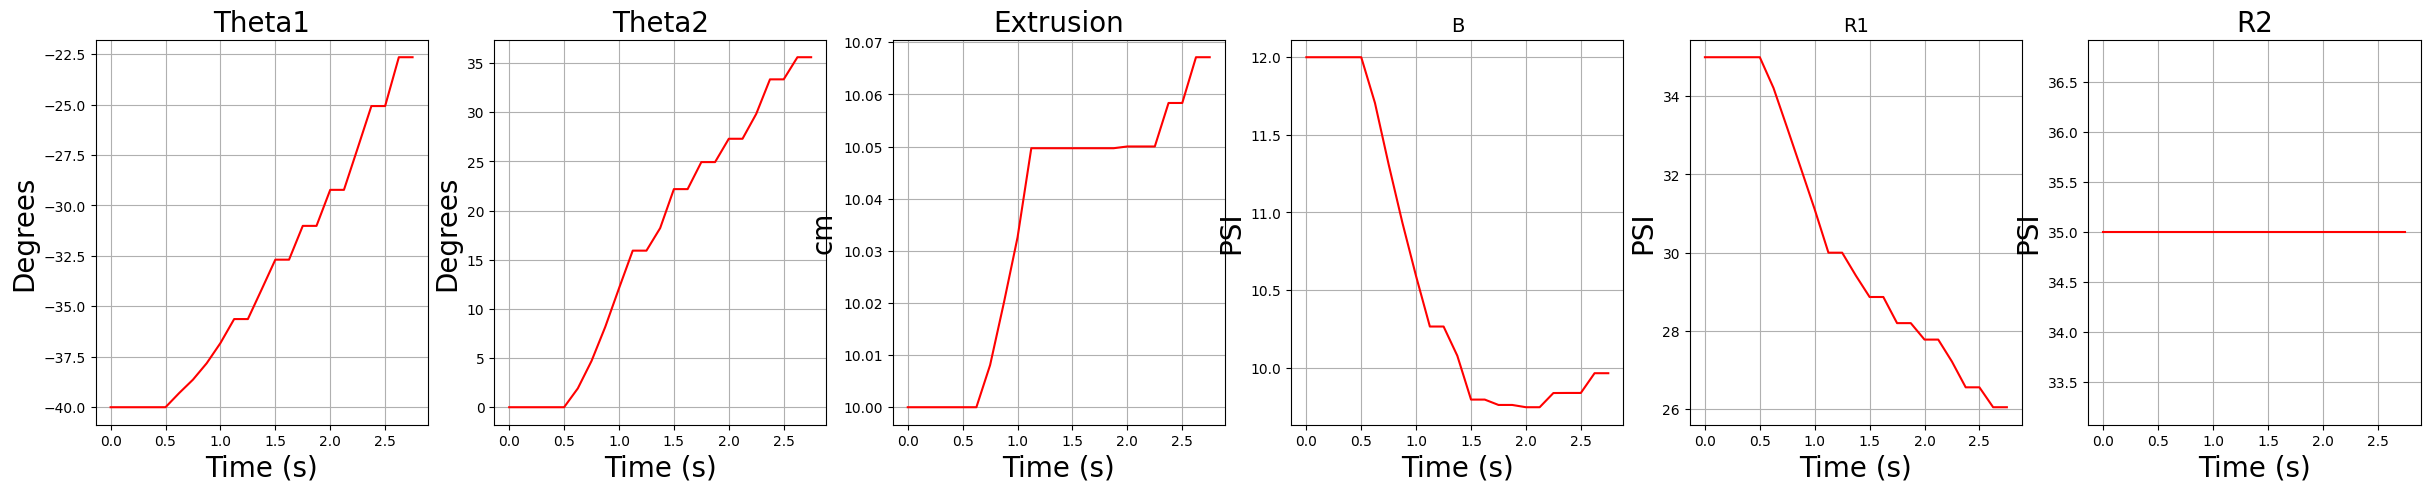 Theta1
Degrees
−22.5
−25.0
−27.5
−30.0
−32.5
−35.0
−37.5
−40.0
0.0 0.5 1.0 1.5 2.0 2.5
Time (s)
Theta2
Degrees
35
30
25
20
15
10
5
0
0.0 0.5 1.0 1.5 2.0 2.5
Time (s)
Extrusion
cm
10.07
10.06
10.05
10.04
10.03
10.02
10.01
10.00
0.0 0.5 1.0 1.5 2.0 2.5
Time (s)
B
PSI
12.0
11.5
11.0
10.5
10.0
0.0 0.5 1.0 1.5 2.0 2.5
Time (s)
R1
PSI
34
32
30
28
26
0.0 0.5 1.0 1.5 2.0 2.5
Time (s)
R2
PSI
36.5
36.0
35.5
35.0
34.5
34.0
33.5
0.0 0.5 1.0 1.5 2.0 2.5
Time (s)